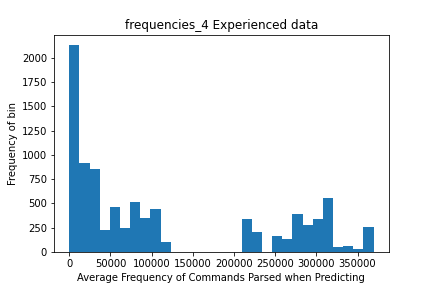 frequencies_4 Experienced data
Frequency of bin
2000
1750
1500
1250
1000
750
500
250
0
0 50000 100000 150000 200000 250000 300000 350000
Average Frequency of Commands Parsed when Predicting